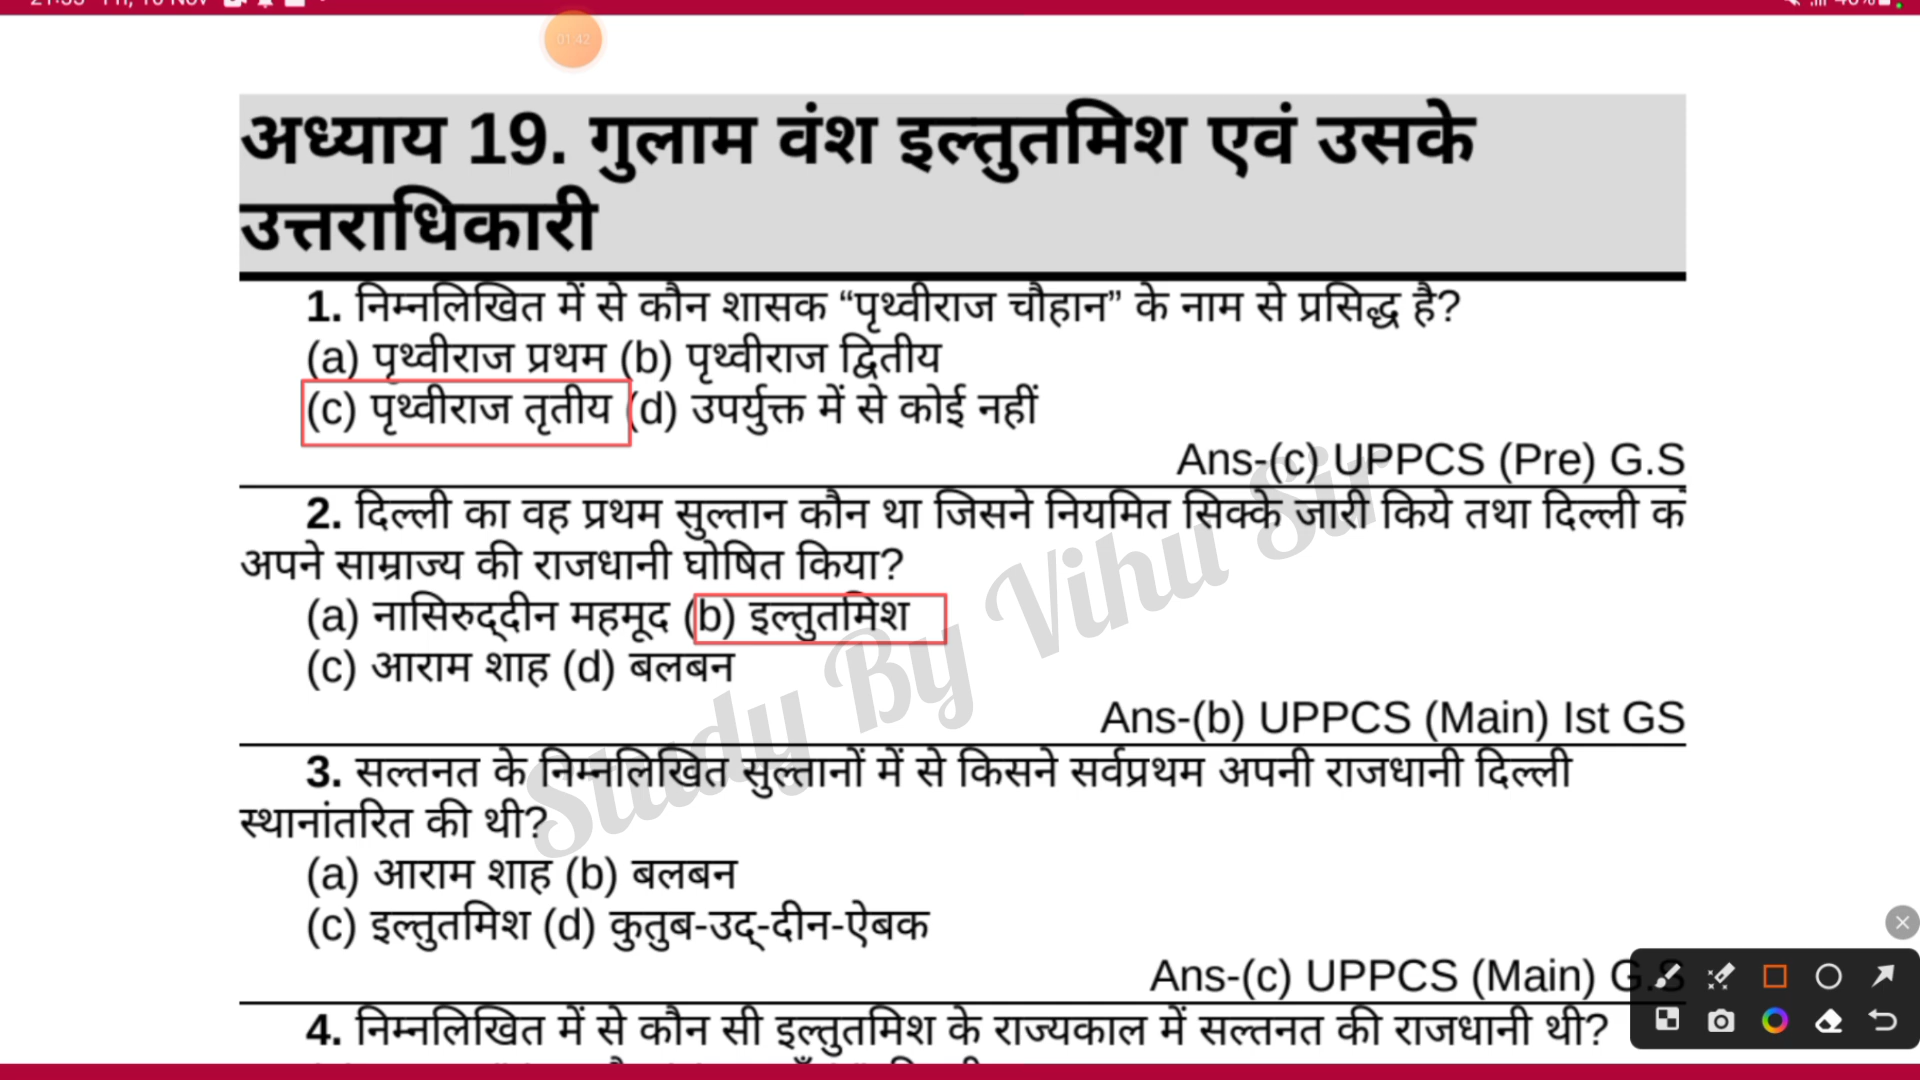 01:42
अध्याय 19. गुलाम वंश इल्तुतमिश एवं उसके
उत्तराधिकारी
1. निम्नलिखित में से कौन शासक “पृथ्वीराज चौहान” के नाम से प्रसिद्ध है?
(a) पृथ्वीराज प्रथम (b) पृथ्वीराज द्वितीय
(c) पृथ्वीराज तृतीय (d) उपर्युक्त में से कोई नहीं
Ans-(c) UPPCS (Pre) G.S
2. दिल्ली का वह प्रथम सुल्तान कौन था जिसने नियमित सिक्के जारी किये तथा दिल्ली क
अपने साम्राज्य की राजधानी घोषित किया?
(a) नासिरुद्दीन महमूद (b) इल्तुतमिश
(c) आराम शाह (d) बलबन
Ans-(b) UPPCS (Main) Ist GS
3. सल्तनत के निम्नलिखित सुल्तानों में से किसने सर्वप्रथम अपनी राजधानी दिल्ली
स्थानांतरित की थी?
(a) आराम शाह (b) बलबन
(c) इल्तुतमिश (d) कुतुब-उद्-दीन-ऐबक
Ans-(c) UPPCS (Main) G.S
4. निम्नलिखित में से कौन सी इल्तुतमिश के राज्यकाल में सल्तनत की राजधानी थी?
Study By Vihu Sir